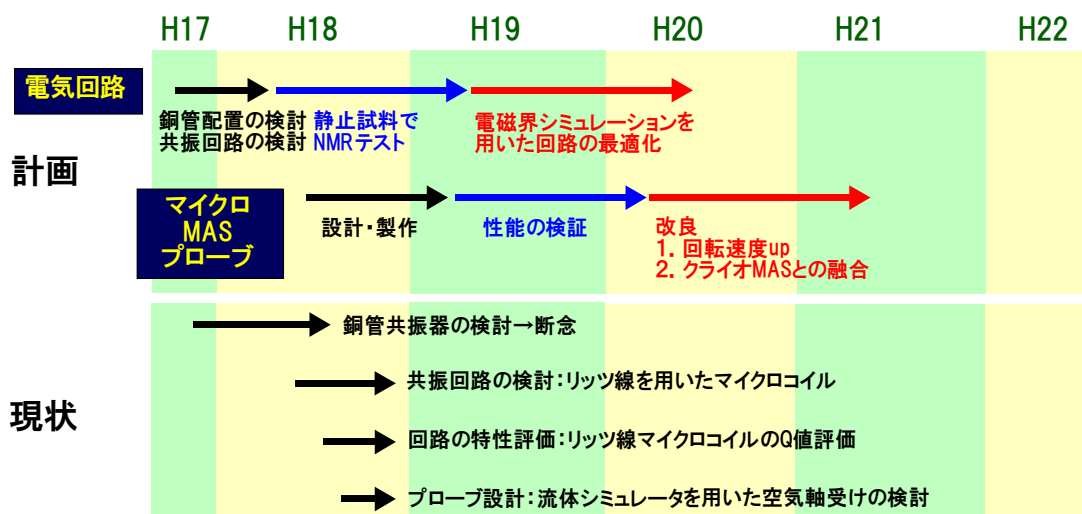 H17 H18 H19 H20 H21 H22
計画
電気回路
銅管配置の検討
共振回路の検討
静止試料で
NMRテスト
電磁界シミュレーションを
用いた回路の最適化
マイクロ
MAS
プローブ
設計・製作
性能の検証
改良
1. 回転速度up
2. クライオMASとの融合
現状
銅管共振器の検討→断念
共振回路の検討:リッツ線を用いたマイクロコイル
回路の特性評価:リッツ線マイクロコイルのQ値評価
プローブ設計:流体シミュレータを用いた空気軸受けの検討